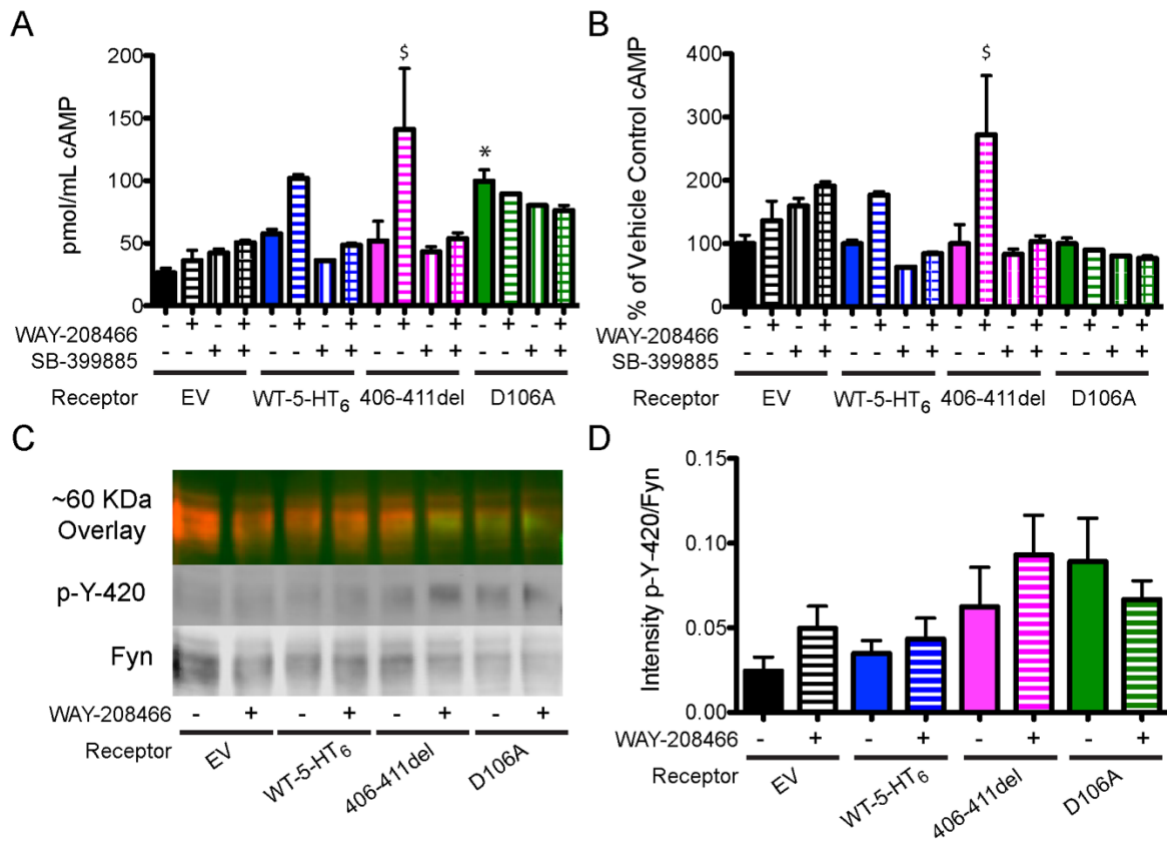 A
200
150
100
50
0
pmol/mL cAMP
$
*
WAY-208466 - + - + - + - + - + - + - + - +
SB-399885 - - + + - - + + - - + + - - + +
Receptor EV WT-5-HT6 406-411del D106A
B
400
300
200
100
0
% of Vehicle Control cAMP
$
WAY-208466 - + - + - + - + - + - + - + - +
SB-399885 - - + + - - + + - - + + - - + +
Receptor EV WT-5-HT6 406-411del D106A
C
~60 KDa
Overlay
p-Y-420
Fyn
WAY-208466 - + - + - + - +
Receptor EV WT-5-HT6 406-411del D106A
D
0.15
0.10
0.05
0.00
Intensity p-Y-420/Fyn
WAY-208466 - + - + - + - +
Receptor EV WT-5-HT6 406-411del D106A